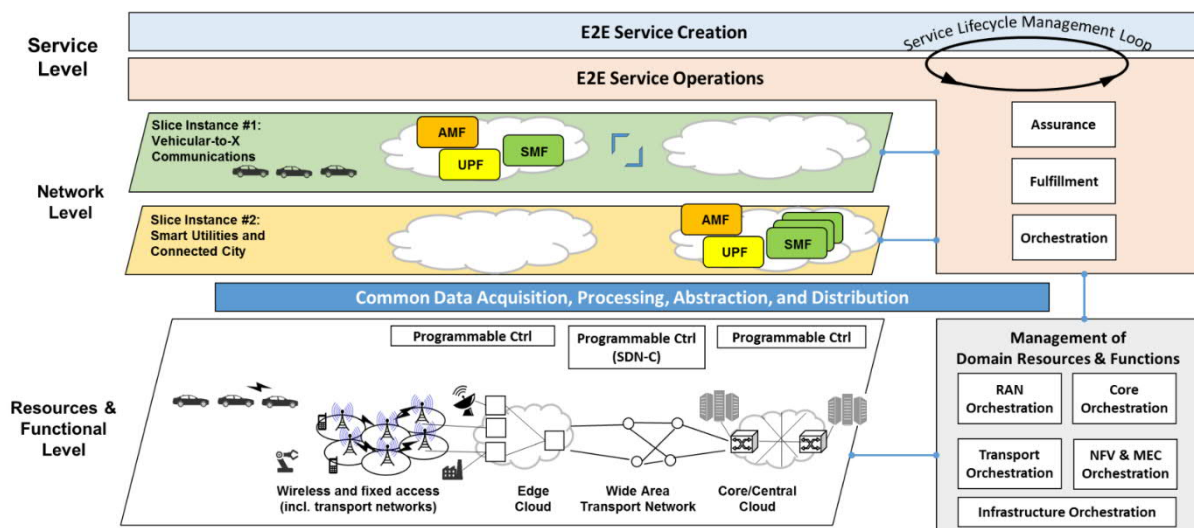 Service
Level
E2E Service Creation
Service Lifecycle Management Loop
E2E Service Operations
Network
Level
Slice Instance #1:
Vehicular-to-X
Communications
AMF
UPF
SMF
Assurance
Fulfillment
Orchestration
Slice Instance #2:
Smart Utilities and
Connected City
AMF
UPF
SMF
Common Data Acquisition, Processing, Abstraction, and Distribution
Resources &
Functional
Level
Programmable Ctrl
Programmable Ctrl
(SDN-C)
Programmable Ctrl
Wireless and fixed access
(incl. transport networks)
Edge
Cloud
Wide Area
Transport Network
Core/Central
Cloud
Management of
Domain Resources & Functions
RAN
Orchestration
Core
Orchestration
Transport
Orchestration
NFV & MEC
Orchestration
Infrastructure Orchestration